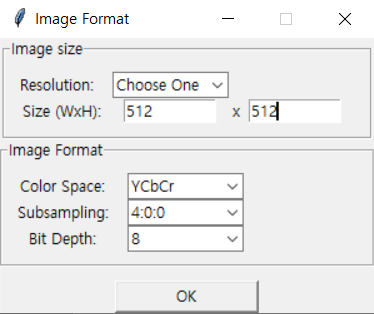 Image Format
Image size
Resolution: Choose One
Size (WxH): 512 x 512
Image Format
Color Space: YCbCr
Subsampling: 4:0:0
Bit Depth: 8
OK